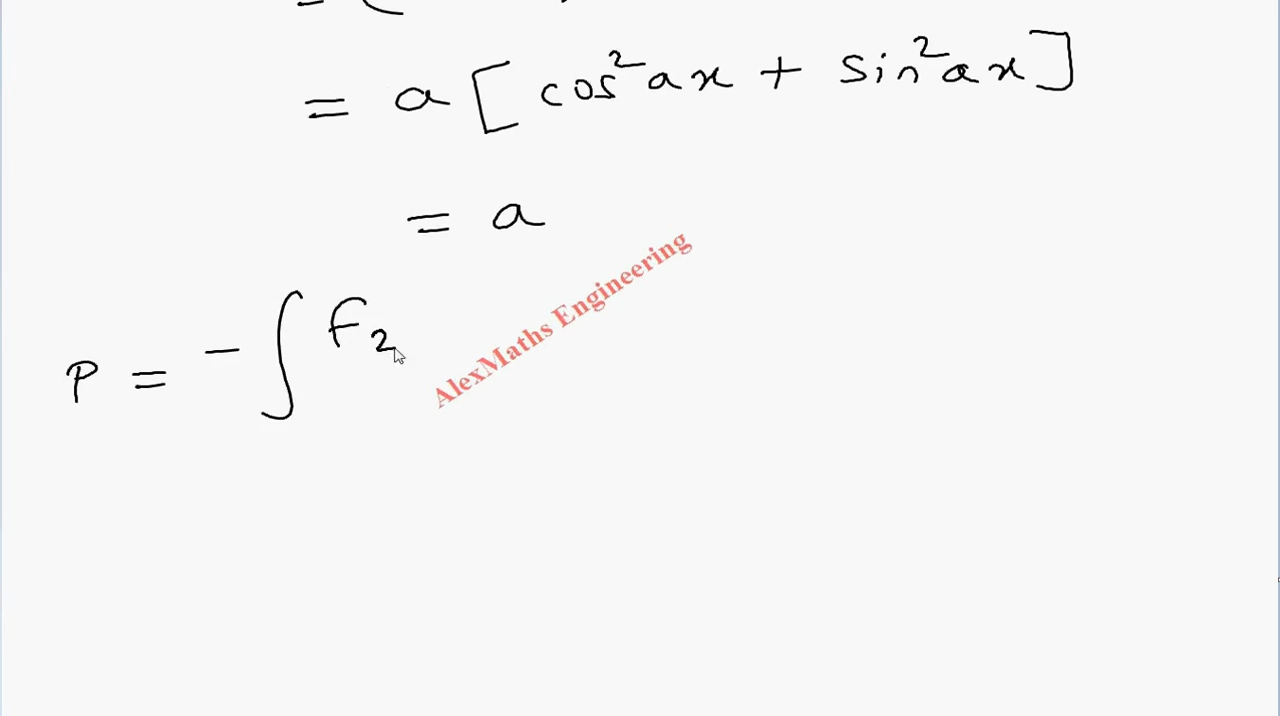 = a [ cos²ax + sin²ax ]
= a
P = - ∫ f₂
AlexMaths Engineering